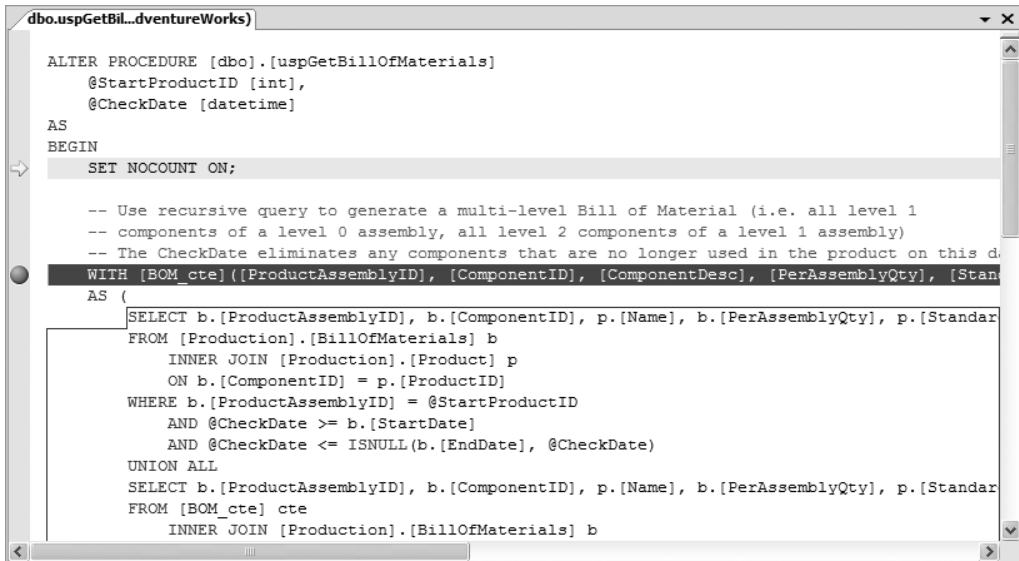 dbo.uspGetBil...dventureWorks)
ALTER PROCEDURE [dbo].[uspGetBillOfMaterials]
@StartProductID [int],
@CheckDate [datetime]
AS
BEGIN
SET NOCOUNT ON;
-- Use recursive query to generate a multi-level Bill of Material (i.e. all level 1
-- components of a level 0 assembly, all level 2 components of a level 1 assembly)
-- The CheckDate eliminates any components that are no longer used in the product on this
WITH [BOM_cte]([ProductAssemblyID], [ComponentID], [ComponentDesc], [PerAssemblyQty], [Stan
AS (
SELECT b.[ProductAssemblyID], b.[ComponentID], p.[Name], b.[PerAssemblyQty], p.[Standar
FROM [Production].[BillOfMaterials] b
INNER JOIN [Production].[Product] p
ON b.[ComponentID] = p.[ProductID]
WHERE b.[ProductAssemblyID] = @StartProductID
AND @CheckDate >= b.[StartDate]
AND @CheckDate <= ISNULL(b.[EndDate], @CheckDate)
UNION ALL
SELECT b.[ProductAssemblyID], b.[ComponentID], p.[Name], b.[PerAssemblyQty], p.[Standar
FROM [BOM_cte] cte
INNER JOIN [Production].[BillOfMaterials] b